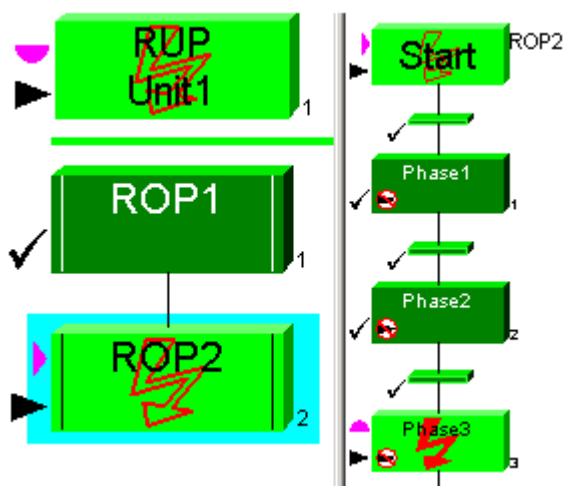 RUP
Unit1
1
ROP1
1
ROP2
2
Start
ROP2
Phase1
1
Phase2
2
Phase3
3